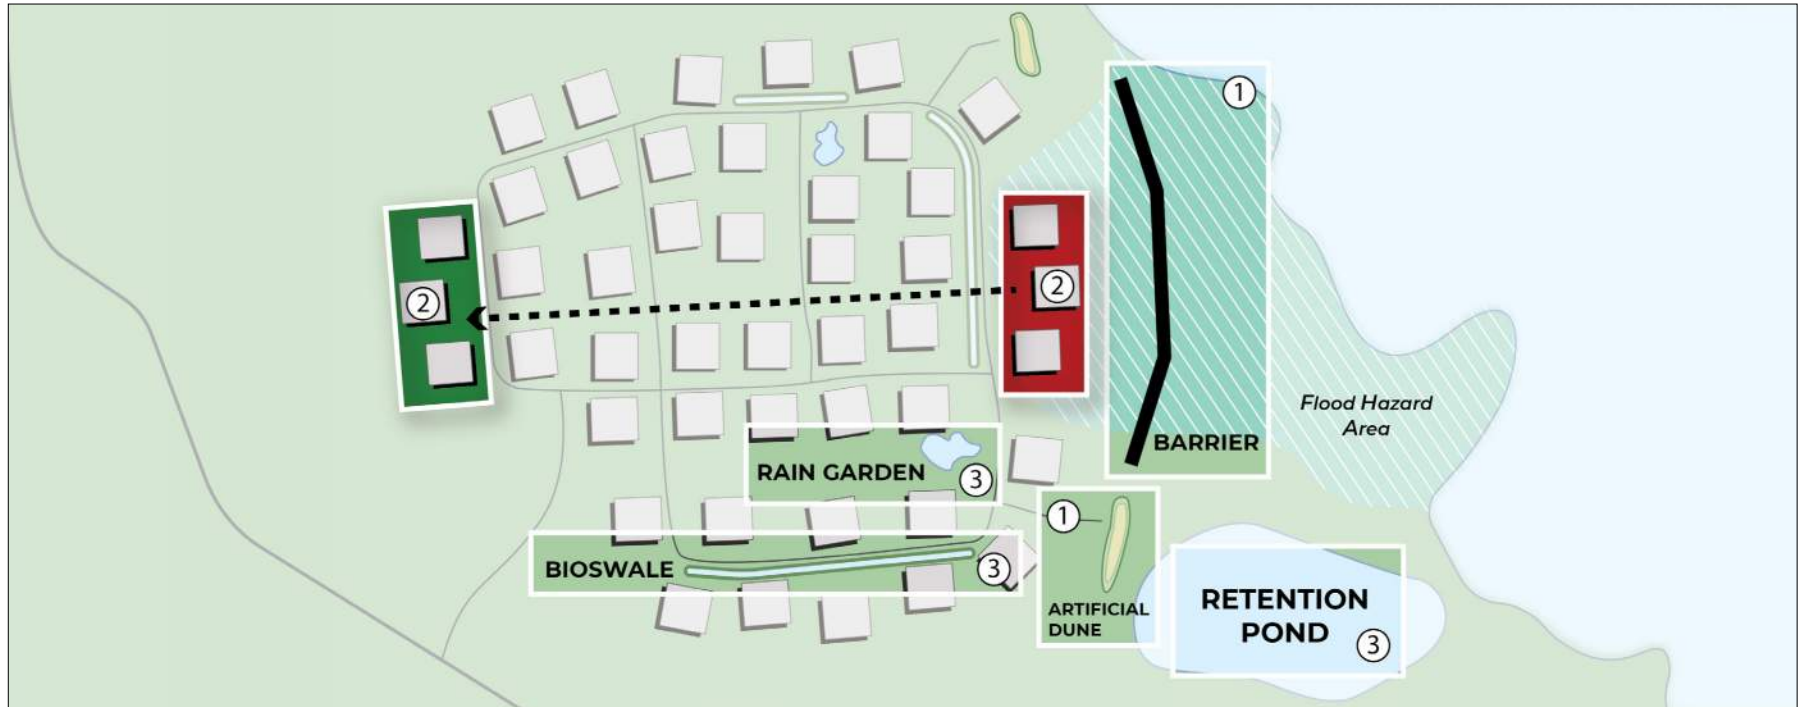 1
2
2
Flood Hazard
Area
BARRIER
RAIN GARDEN
3
1
BIOSWALE
3
ARTIFICIAL
DUNE
RETENTION
POND
3